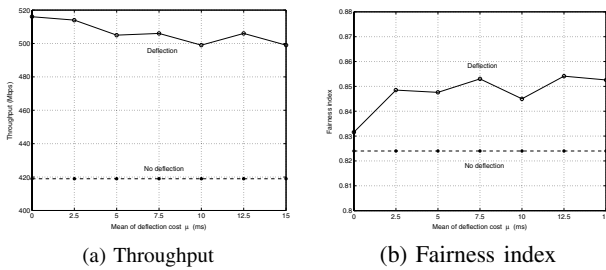 520
500
480
460
440
420
400
Throughput (Mbps)
Deflection
No deflection
0 2.5 5 7.5 10 12.5 15
Mean of deflection cost μ (ms)
(a) Throughput
0.88
0.87
0.86
0.85
0.84
0.83
0.82
0.81
0.8
Fairness index
Deflection
No deflection
0 2.5 5 7.5 10 12.5 15
Mean of deflection cost μ (ms)
(b) Fairness index